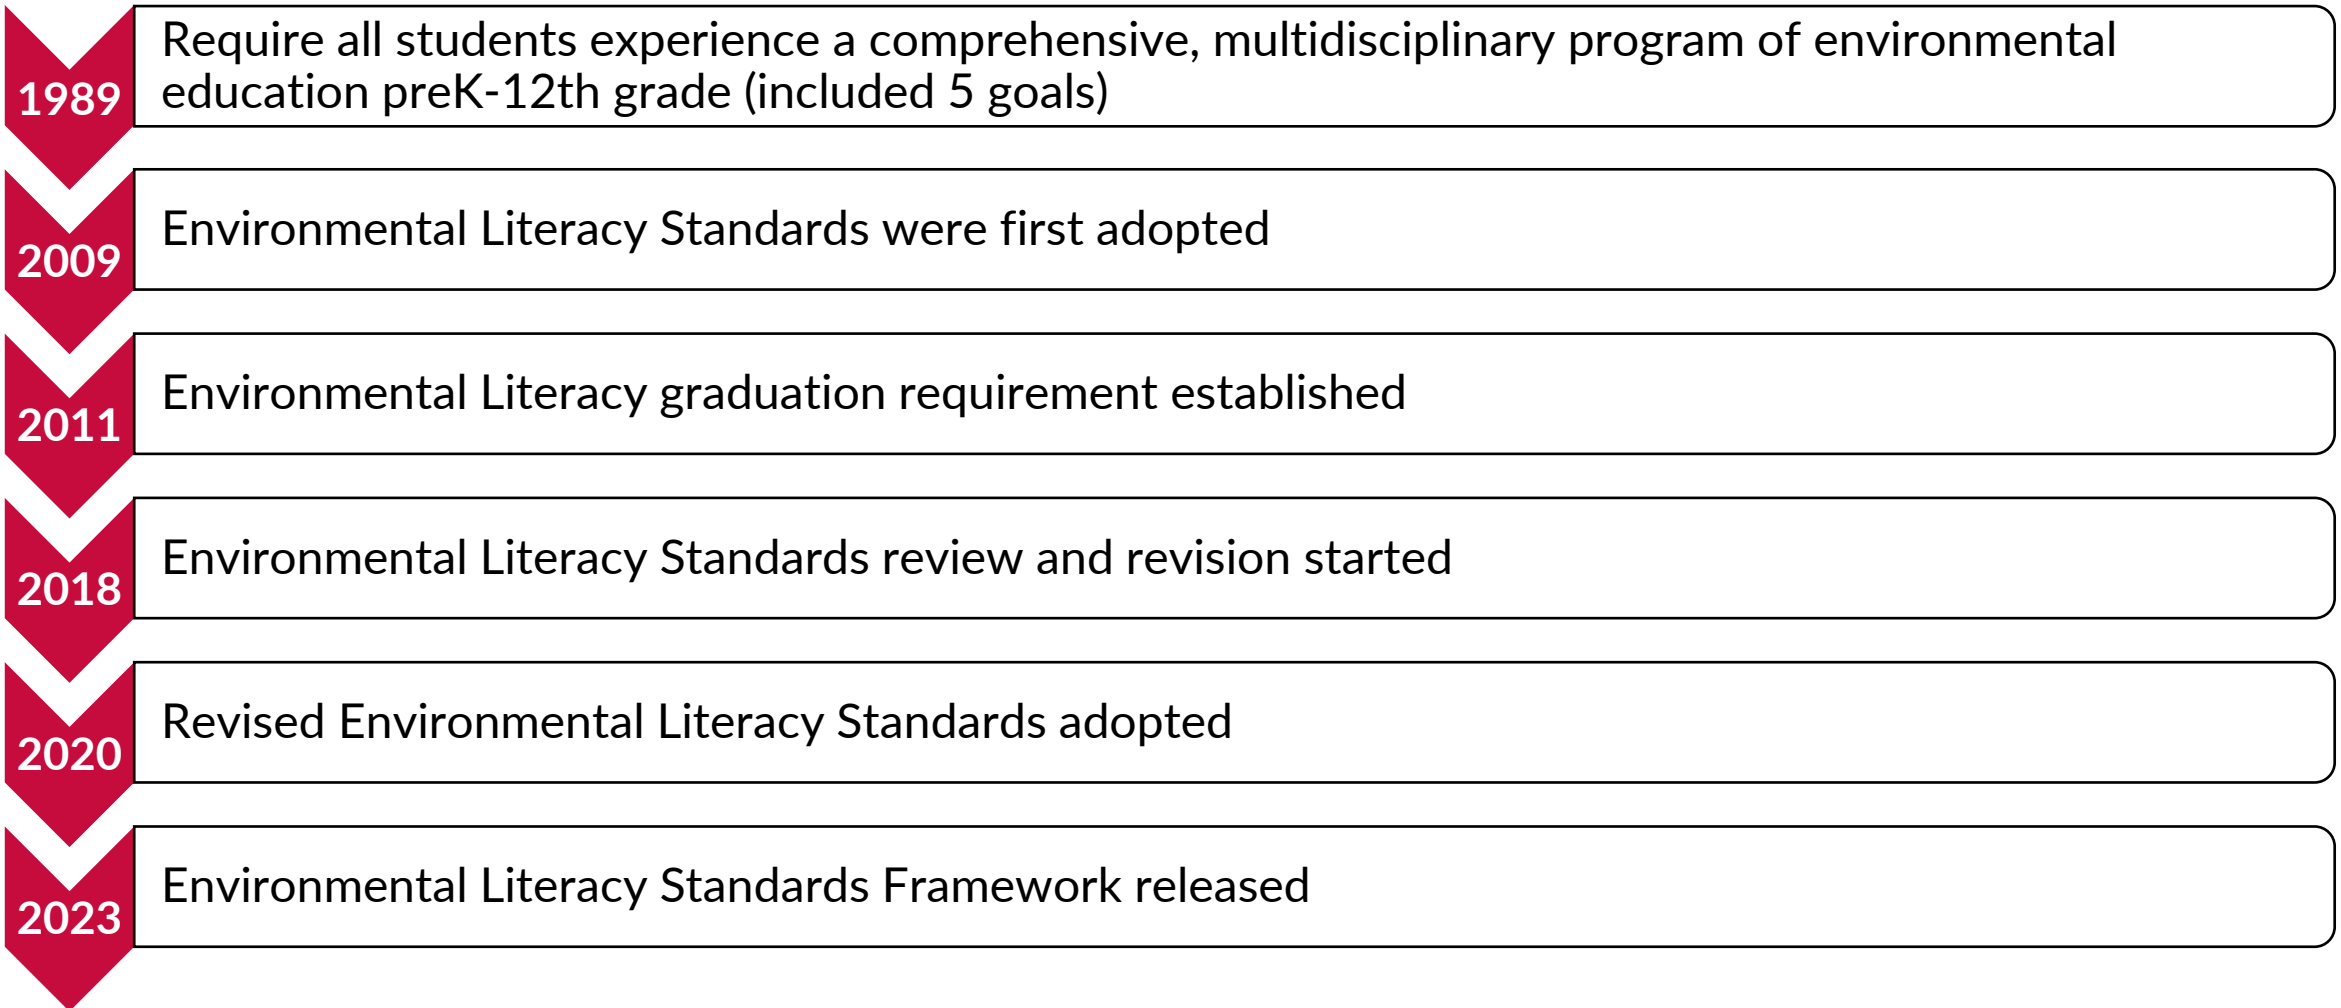 1989
Require all students experience a comprehensive, multidisciplinary program of environmental
education preK-12th grade (included 5 goals)
2009
Environmental Literacy Standards were first adopted
2011
Environmental Literacy graduation requirement established
2018
Environmental Literacy Standards review and revision started
2020
Revised Environmental Literacy Standards adopted
2023
Environmental Literacy Standards Framework released